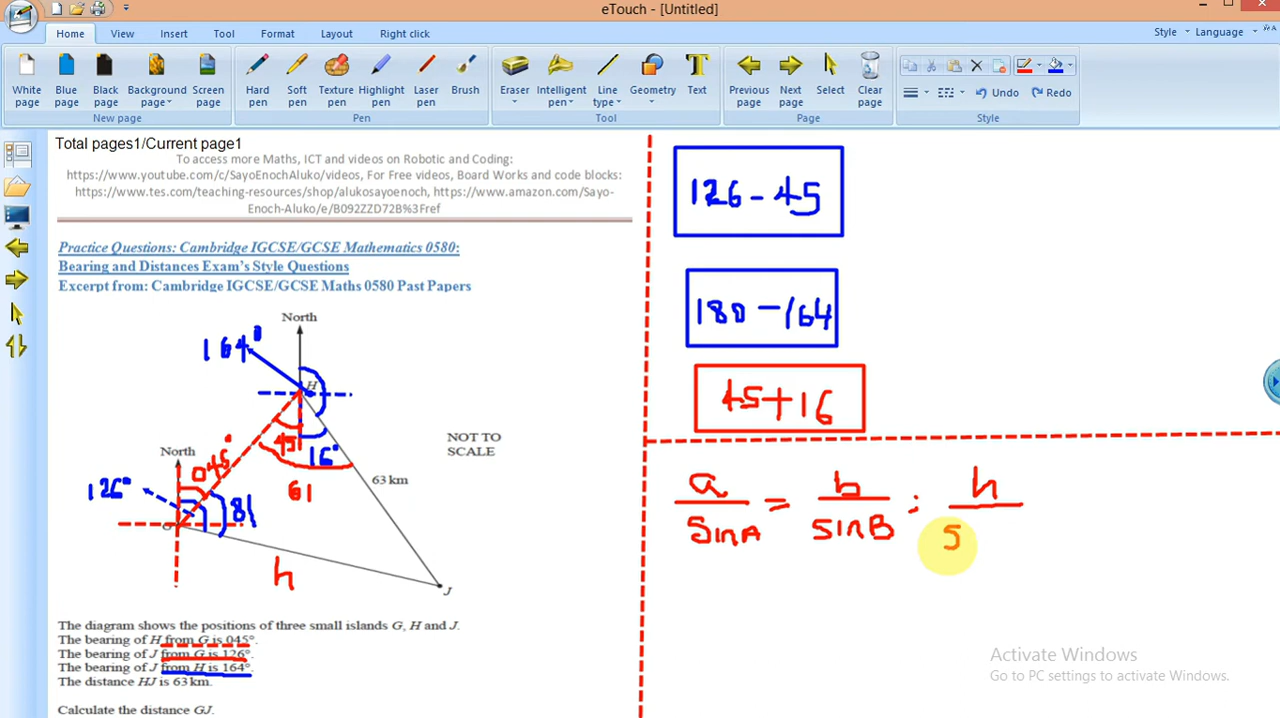 eTouch - [Untitled]
Home View Insert Tool Format Layout Right click Style Language
White page
Blue page
Black page
Background page
Screen page
Hard pen
Soft pen
Texture pen
Highlight pen
Laser pen
Brush
Eraser
Intelligent pen
Line type
Geometry
Text
Previous page
Next page
Select
Clear page
Undo Redo
New page Pen Tool Page Style
Total pages1/Current page1
To access more Maths, ICT and videos on Robotic and Coding:
https://www.youtube.com/c/SayoEnochAluko/videos, For Free videos, Board Works and code blocks:
https://www.tes.com/teaching-resources/shop/alukosayoenoch, https://www.amazon.com/Sayo-
Enoch-Aluko/e/B092ZZD72B%3Fref
Practice Questions: Cambridge IGCSE/GCSE Mathematics 0580:
Bearing and Distances Exam's Style Questions
Excerpt from: Cambridge IGCSE/GCSE Maths 0580 Past Papers
North
164°
H
45
16°
61
NOT TO
SCALE
North
045°
63 km
126°
81
G
h
J
The diagram shows the positions of three small islands G, H and J.
The bearing of H from G is 045°.
The bearing of J from G is 126°.
The bearing of J from H is 164°.
The distance HJ is 63 km.
Calculate the distance GJ.
126 - 45
180 - 164
45 + 16
a/sinA = b/sinB : h/s
Activate Windows
Go to PC settings to activate Windows.